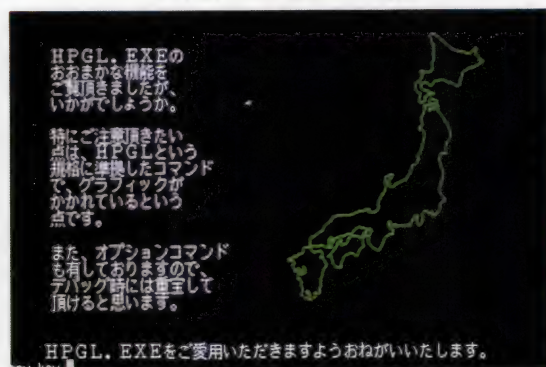 HPGL.EXEの
おおまかな機能を
ご覧頂きましたが、
いかがでしょうか。
特にご注意頂きたい
点は、HPGLという
規格に準拠したコマンド
で、グラフィックが
かかれているという
点です。
また、オプションコマンド
も有しておりますので、
デバッグ時には重宝して
頂けると思います。
HPGL.EXEをご愛用いただきますようおねがいいたします。